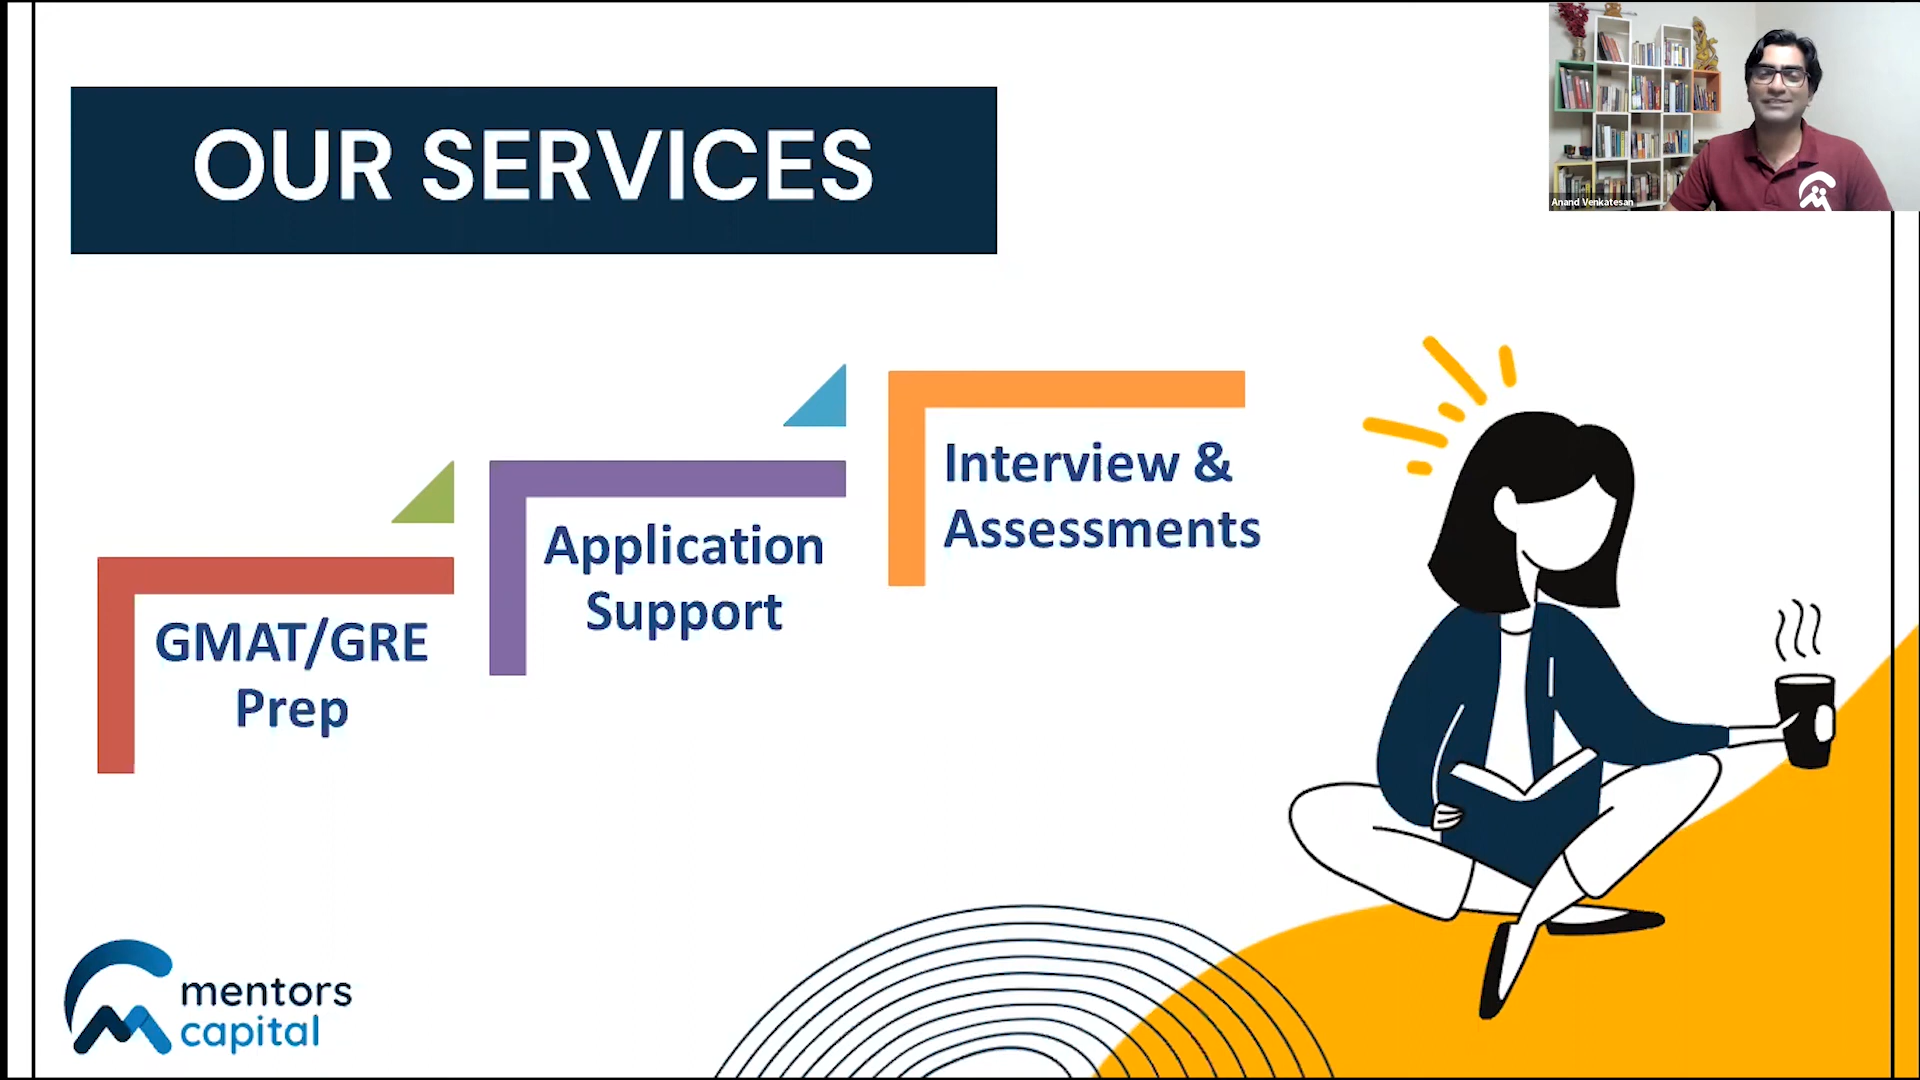 OUR SERVICES
Anand Venkatesan
GMAT/GRE
Prep
Application
Support
Interview &
Assessments
mentors
capital